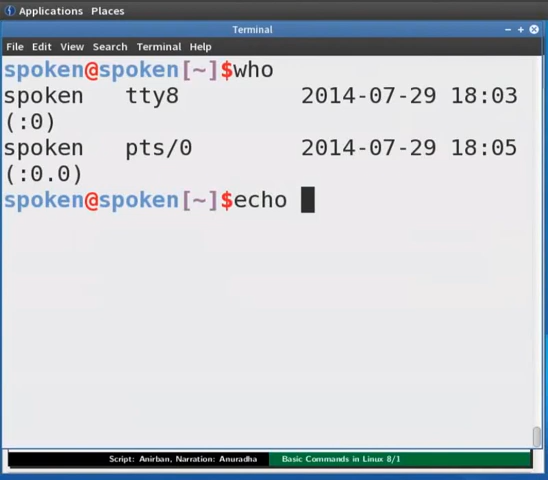 Applications Places
Terminal
File Edit View Search Terminal Help
spoken@spoken[~]$who
spoken tty8 2014-07-29 18:03
(:0)
spoken pts/0 2014-07-29 18:05
(:0.0)
spoken@spoken[~]$echo
Script: Anirban, Narration: Anuradha Basic Commands in Linux 8/1